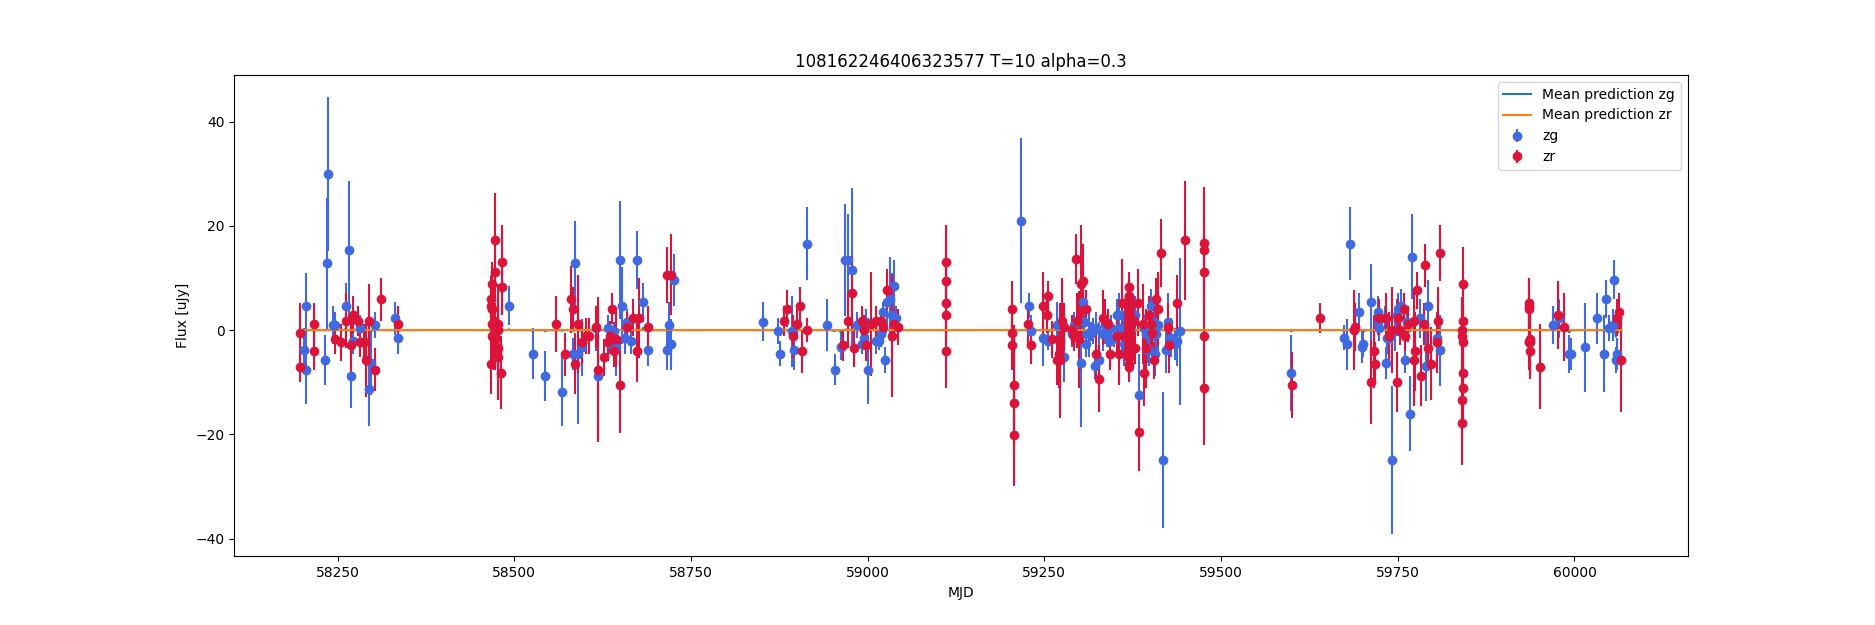 108162246406323577 T=10 alpha=0.3
Mean prediction zg
Mean prediction zr
zg
zr
Flux [uJy]
40
20
0
−20
−40
58250 58500 58750 59000 59250 59500 59750 60000
MJD